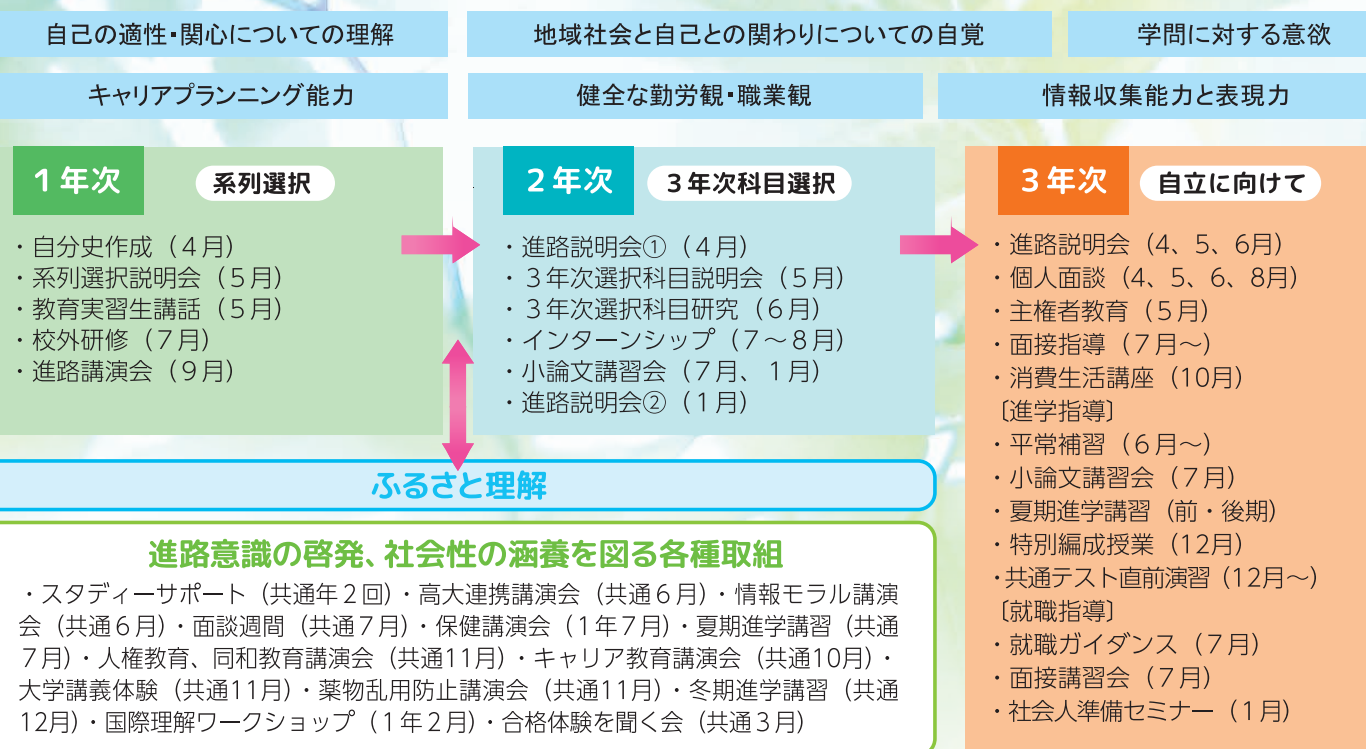 自己の適性・関心についての理解
地域社会と自己との関わりについての自覚
学問に対する意欲
キャリアプランニング能力
健全な勤労観・職業観
情報収集能力と表現力
1年次
系列選択
・自分史作成（4月）
・系列選択説明会（5月）
・教育実習生講話（5月）
・校外研修（7月）
・進路講演会（9月）
2年次
3年次科目選択
・進路説明会①（4月）
・3年次選択科目説明会（5月）
・3年次選択科目研究（6月）
・インターンシップ（7〜8月）
・小論文講習会（7月、1月）
・進路説明会②（1月）
3年次
自立に向けて
・進路説明会（4、5、6月）
・個人面談（4、5、6、8月）
・主権者教育（5月）
・面接指導（7月〜）
・消費生活講座（10月）
〔進学指導〕
・平常補習（6月〜）
・小論文講習会（7月）
・夏期進学講習（前・後期）
・特別編成授業（12月）
・共通テスト直前演習（12月〜）
〔就職指導〕
・就職ガイダンス（7月）
・面接講習会（7月）
・社会人準備セミナー（1月）
ふるさと理解
進路意識の啓発、社会性の涵養を図る各種取組
・スタディーサポート（共通年2回）・高大連携講演会（共通6月）・情報モラル講演
会（共通6月）・面談週間（共通7月）・保健講演会（1年7月）・夏期進学講習（共通
7月）・人権教育、同和教育講演会（共通11月）・キャリア教育講演会（共通10月）・
大学講義体験（共通11月）・薬物乱用防止講演会（共通11月）・冬期進学講習（共通
12月）・国際理解ワークショップ（1年2月）・合格体験を聞く会（共通3月）